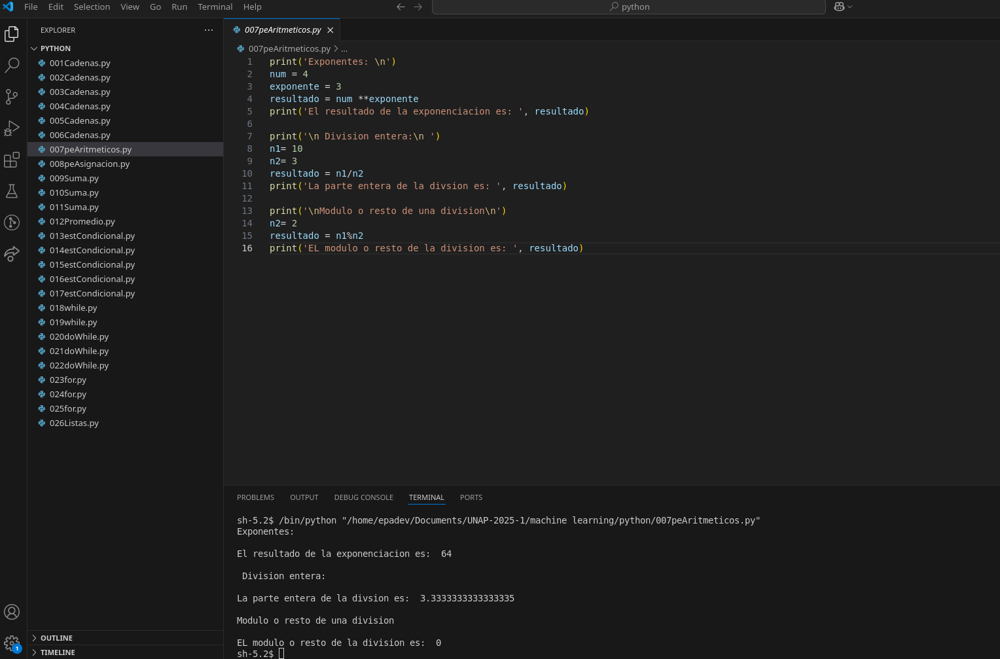 File Edit Selection View Go Run Terminal Help
python
EXPLORER ...
PYTHON
001Cadenas.py
002Cadenas.py
003Cadenas.py
004Cadenas.py
005Cadenas.py
006Cadenas.py
007peAritmeticos.py
008peAsignacion.py
009Suma.py
010Suma.py
011Suma.py
012Promedio.py
013estCondicional.py
014estCondicional.py
015estCondicional.py
016estCondicional.py
017estCondicional.py
018while.py
019while.py
020doWhile.py
021doWhile.py
022doWhile.py
023for.py
024for.py
025for.py
026Listas.py
OUTLINE
TIMELINE
1
007peAritmeticos.py
007peAritmeticos.py > ...
1 print('Exponentes: \n')
2 num = 4
3 exponente = 3
4 resultado = num **exponente
5 print('El resultado de la exponenciacion es: ', resultado)
6
7 print('\n Division entera:\n ')
8 n1= 10
9 n2= 3
10 resultado = n1/n2
11 print('La parte entera de la divsion es: ', resultado)
12
13 print('\nModulo o resto de una division\n')
14 n2= 2
15 resultado = n1%n2
16 print('EL modulo o resto de la division es: ', resultado)
PROBLEMS OUTPUT DEBUG CONSOLE TERMINAL PORTS
sh-5.2$ /bin/python "/home/epadev/Documents/UNAP-2025-1/machine learning/python/007peAritmeticos.py"
Exponentes:
El resultado de la exponenciacion es:  64
Division entera:
La parte entera de la divsion es:  3.3333333333333335
Modulo o resto de una division
EL modulo o resto de la division es:  0
sh-5.2$